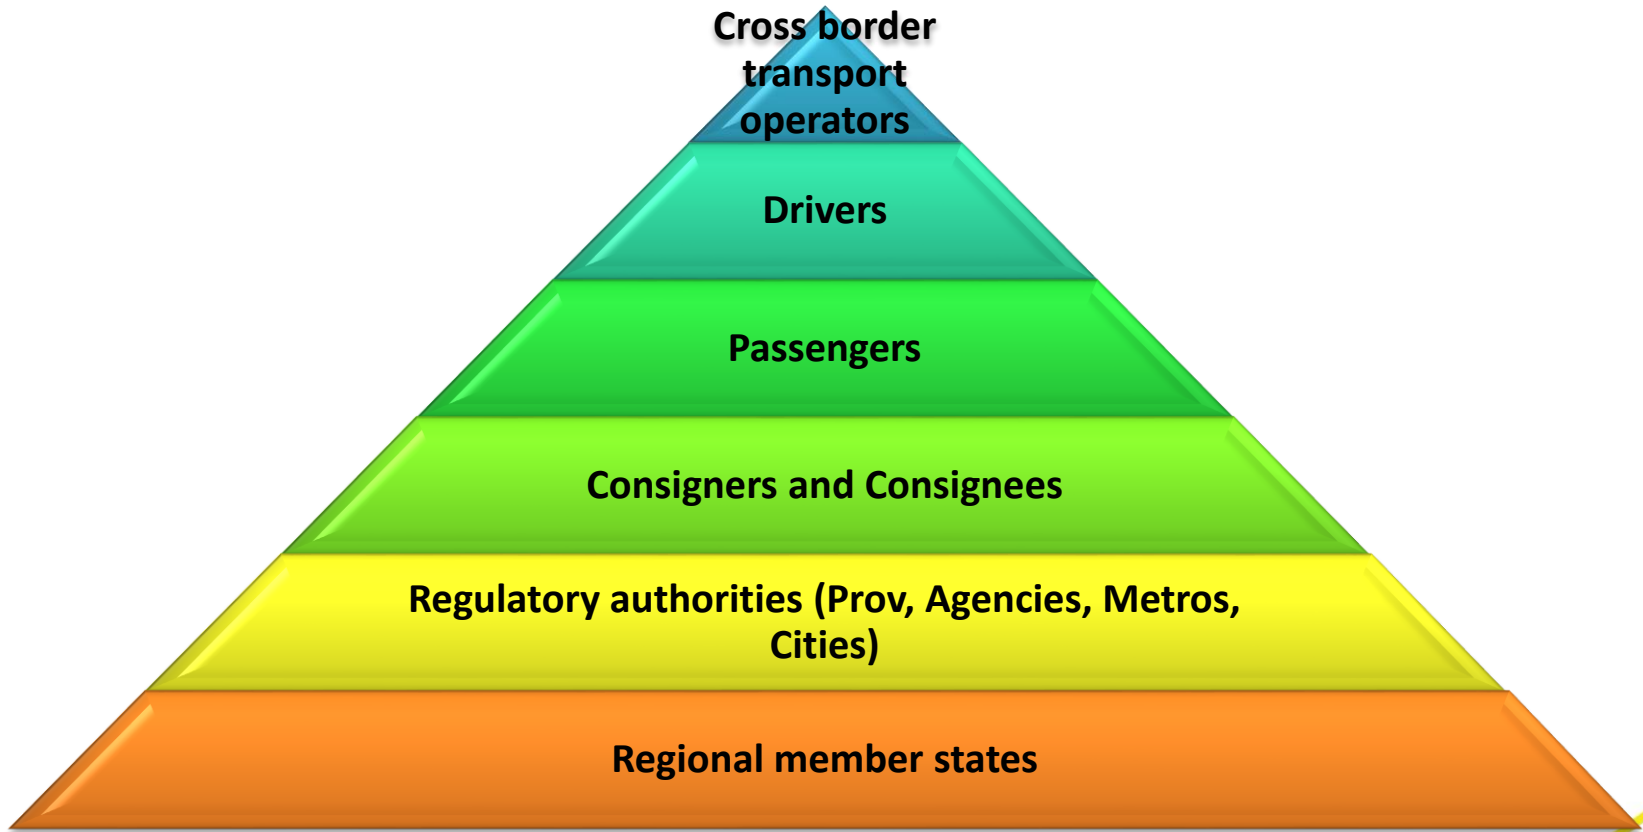 Cross border
transport
operators
Drivers
Passengers
Consigners and Consignees
Regulatory authorities (Prov, Agencies, Metros,
Cities)
Regional member states